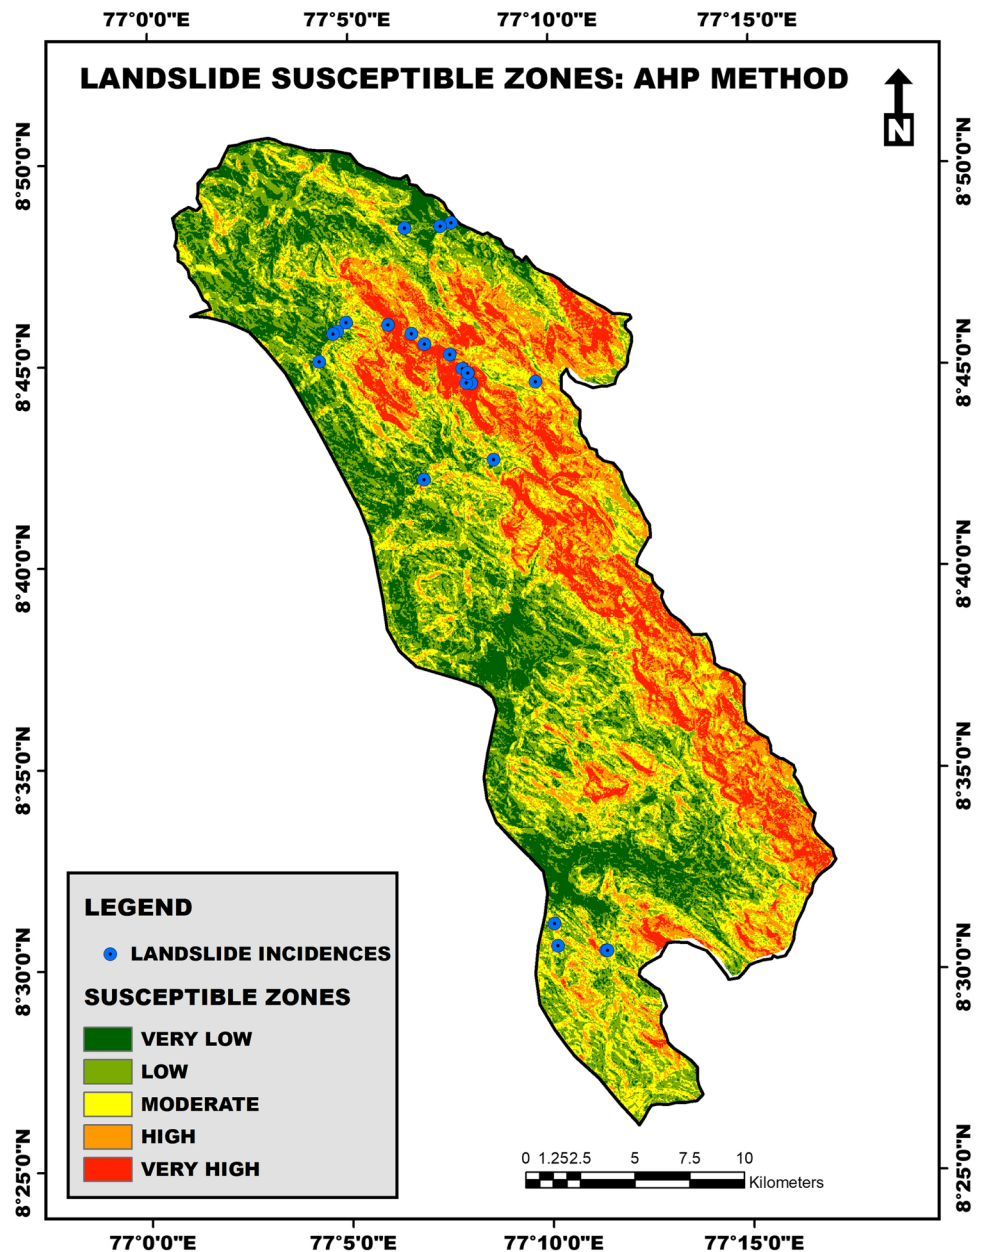 77°0'0"E 77°5'0"E 77°10'0"E 77°15'0"E
LANDSLIDE SUSCEPTIBLE ZONES: AHP METHOD
N
8°50'0"N 8°50'0"N
8°45'0"N 8°45'0"N
8°40'0"N 8°40'0"N
8°35'0"N 8°35'0"N
8°30'0"N 8°30'0"N
8°25'0"N 8°25'0"N
LEGEND
LANDSLIDE INCIDENCES
SUSCEPTIBLE ZONES
VERY LOW
LOW
MODERATE
HIGH
VERY HIGH
0 1.252.5 5 7.5 10
Kilometers
77°0'0"E 77°5'0"E 77°10'0"E 77°15'0"E